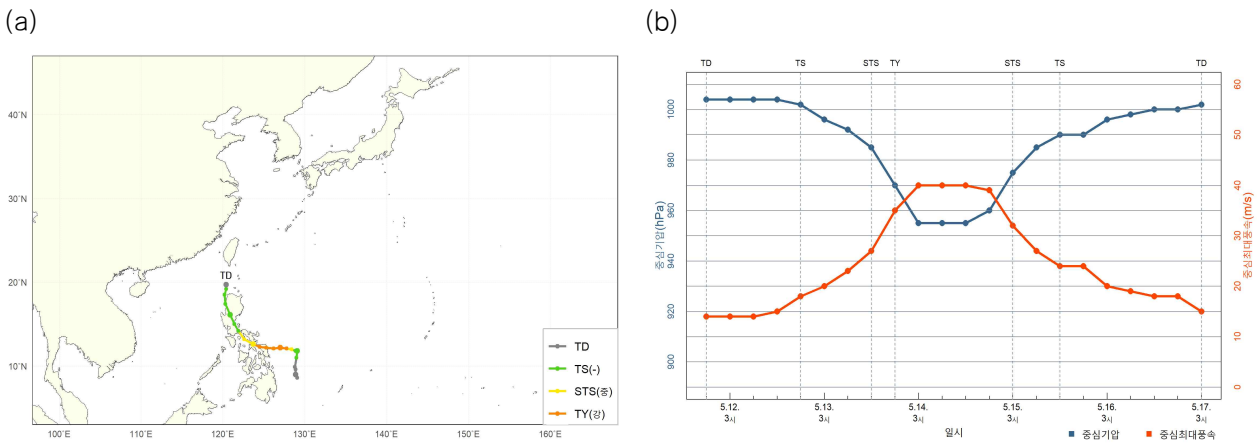 (a)
(b)
40°N
30°N
20°N
10°N
100°E
110°E
120°E
130°E
140°E
150°E
160°E
TD
TD
TS(-)
STS(중)
TY(강)
TD
TS
STS
TY
STS
TS
TD
중심기압(hPa)
1000
980
960
940
920
900
60
50
40
30
20
10
0
중심최대풍속(m/s)
5.12.
3시
5.13.
3시
5.14.
3시
5.15.
3시
5.16.
3시
5.17.
3시
일시
중심기압
중심최대풍속